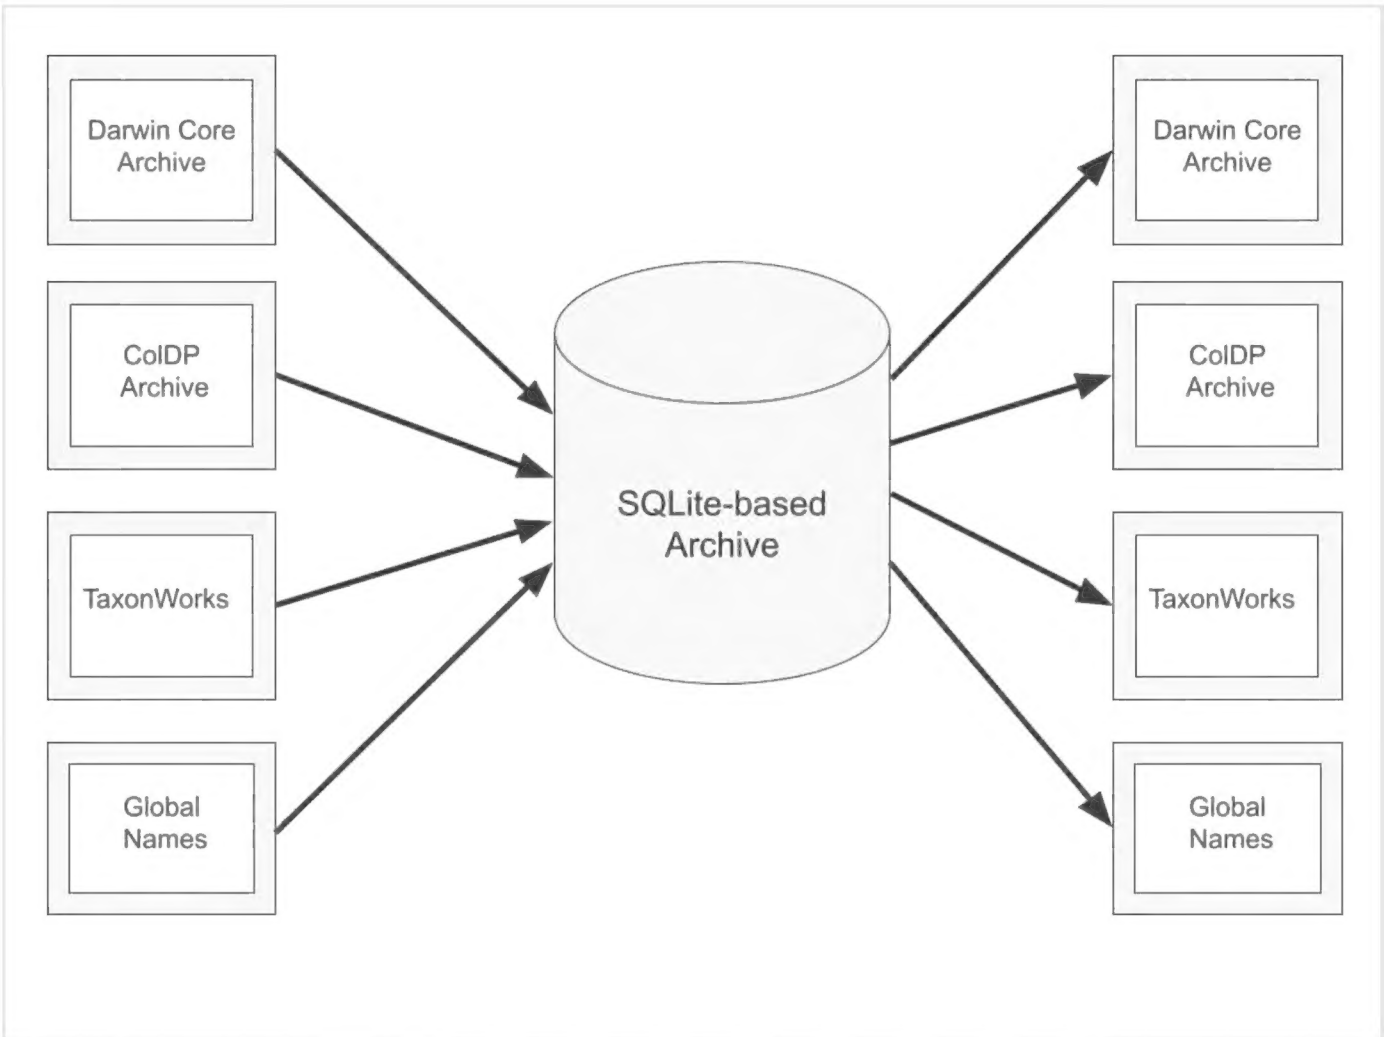 Darwin Core
Archive
ColDP
Archive
TaxonWorks
Global
Names
SQLite-based
Archive
Darwin Core
Archive
ColDP
Archive
TaxonWorks
Global
Names